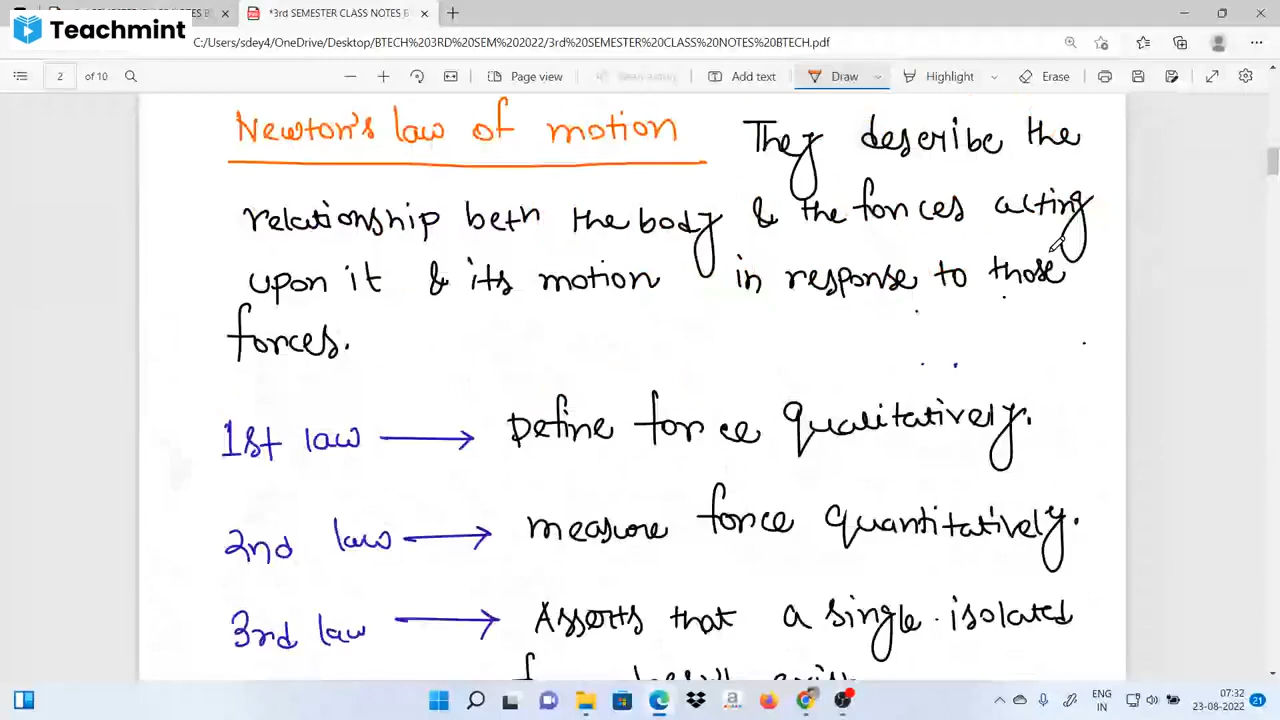 *3rd SEMESTER CLASS NOTES B
Teachmint
C:/Users/sdey4/OneDrive/Desktop/BTECH%203RD%20SEM%202022/3rd%20SEMESTER%20CLASS%20NOTES%20BTECH.pdf
2 of 10 Page view Read aloud Add text Draw Highlight Erase
Newton's law of motion They describe the
relationship betn the body & the forces acting
upon it & its motion in response to those
forces.
1st law → Define force qualitatively.
2nd law → measure force quantitatively.
3rd law → Asserts that a single isolated
ENG
IN
07:32
23-08-2022
21